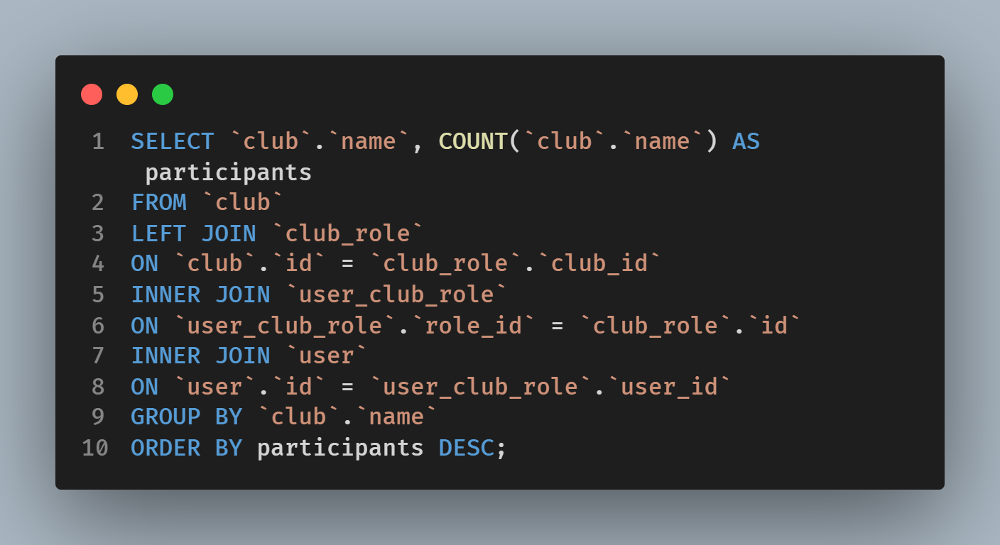 1 SELECT `club`.`name`, COUNT(`club`.`name`) AS
participants
2 FROM `club`
3 LEFT JOIN `club_role`
4 ON `club`.`id` = `club_role`.`club_id`
5 INNER JOIN `user_club_role`
6 ON `user_club_role`.`role_id` = `club_role`.`id`
7 INNER JOIN `user`
8 ON `user`.`id` = `user_club_role`.`user_id`
9 GROUP BY `club`.`name`
10 ORDER BY participants DESC;